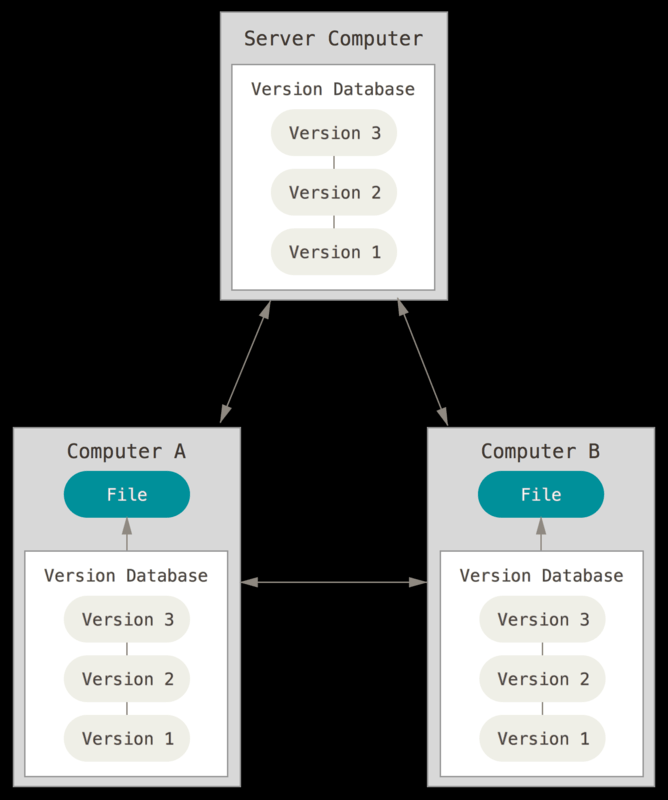 Server Computer
Version Database
Version 3
Version 2
Version 1
Computer A
File
Version Database
Version 3
Version 2
Version 1
Computer B
File
Version Database
Version 3
Version 2
Version 1